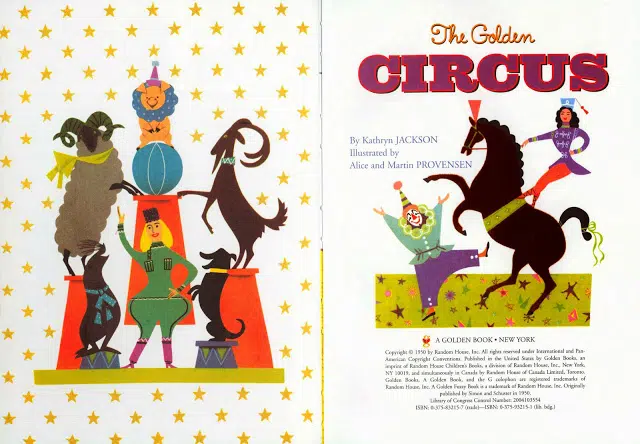 The Golden
CIRCUS
By Kathryn JACKSON
Illustrated by
Alice and Martin PROVENSEN
A GOLDEN BOOK • NEW YORK
Copyright © 1950 by Random House, Inc. All rights reserved under International and Pan-
American Copyright Conventions. Published in the United States by Golden Books, an
imprint of Random House Children's Books, a division of Random House, Inc., New York,
NY 10019, and simultaneously in Canada by Random House of Canada Limited, Toronto.
Golden Books, A Golden Book, and the G colophon are registered trademarks of
Random House, Inc. A Golden Fuzzy Book is a trademark of Random House, Inc. Originally
published by Simon and Schuster in 1950.
Library of Congress Control Number: 2006103554
ISBN: 0-375-83215-7 (trade)—ISBN: 0-375-93215-1 (lib. bdg.)